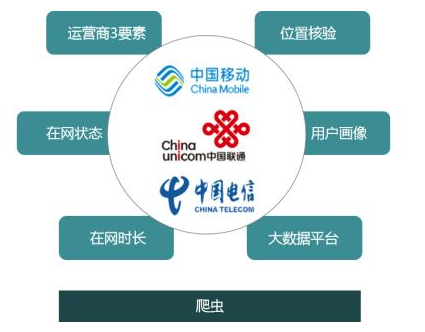 运营商3要素
位置核验
中国移动
China Mobile
在网状态
China
unicom中国联通
用户画像
中国电信
CHINA TELECOM
在网时长
大数据平台
爬虫